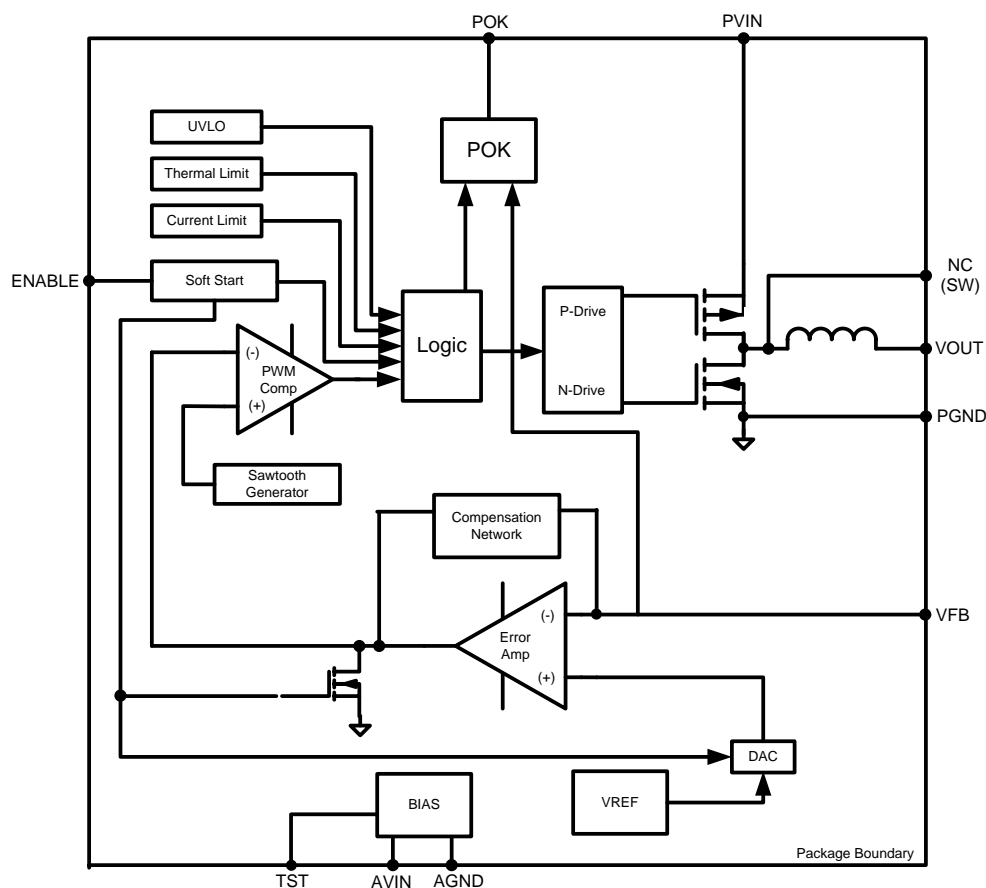 POK
PVIN
UVLO
POK
Thermal Limit
Current Limit
ENABLE
Soft Start
NC
(SW)
P-Drive
Logic
(-)
PWM
Comp
(+)
VOUT
N-Drive
PGND
Sawtooth
Generator
Compensation
Network
(-)
VFB
Error
Amp
(+)
DAC
BIAS
VREF
Package Boundary
TST
AVIN
AGND